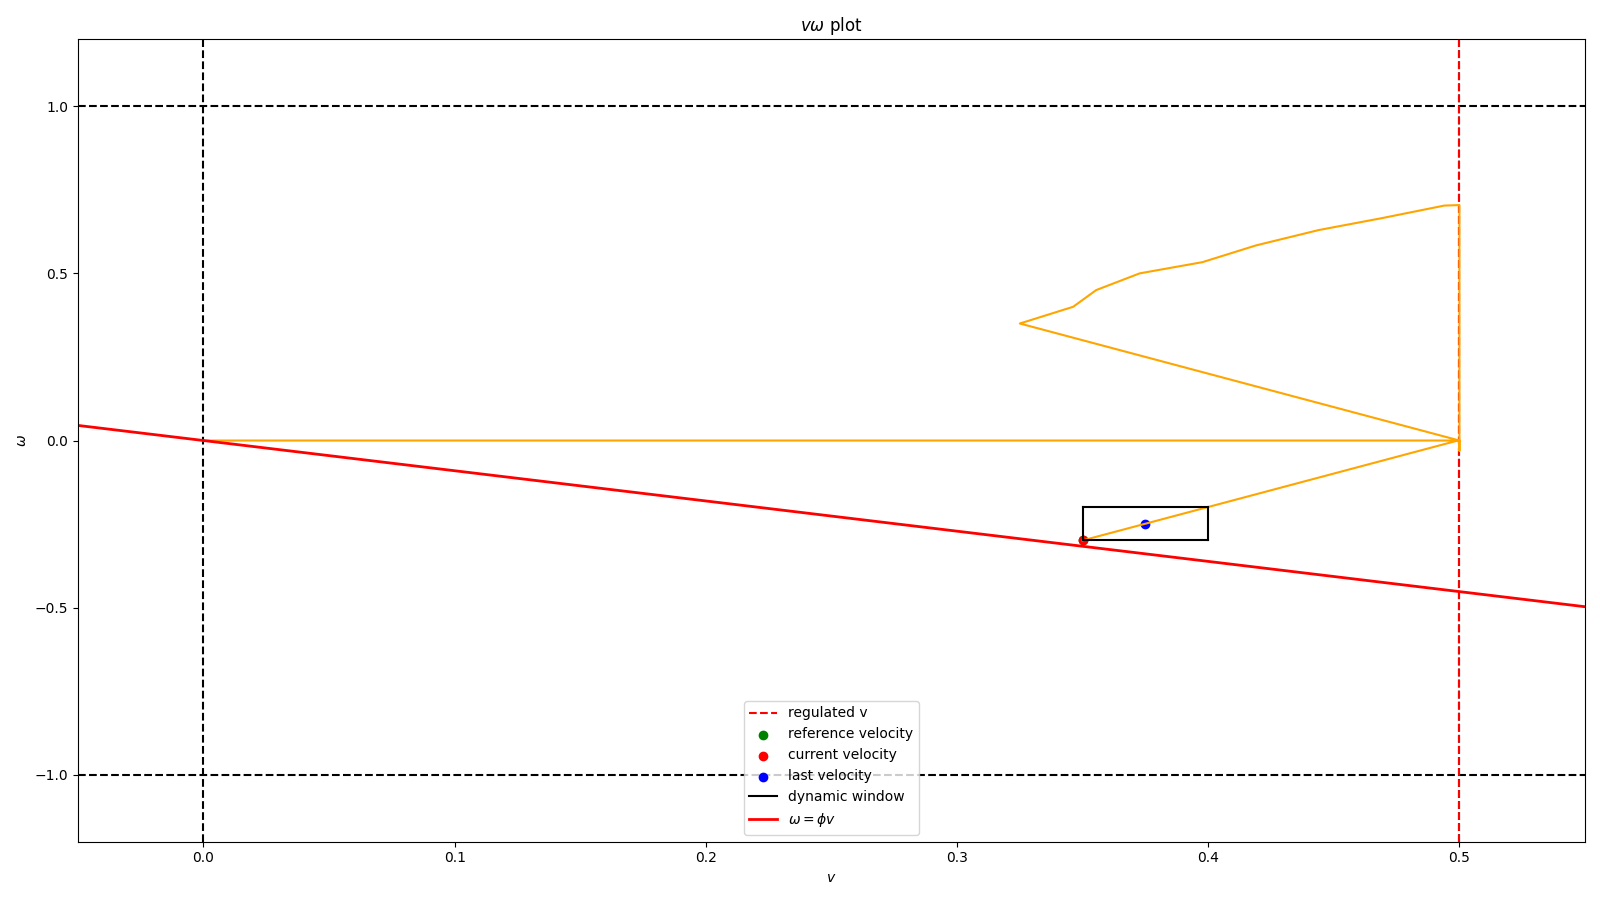 vω plot
1.0
0.5
0.0
−0.5
−1.0
ω
0.0 0.1 0.2 0.3 0.4 0.5
v
regulated v
reference velocity
current velocity
last velocity
dynamic window
ω = ϕv